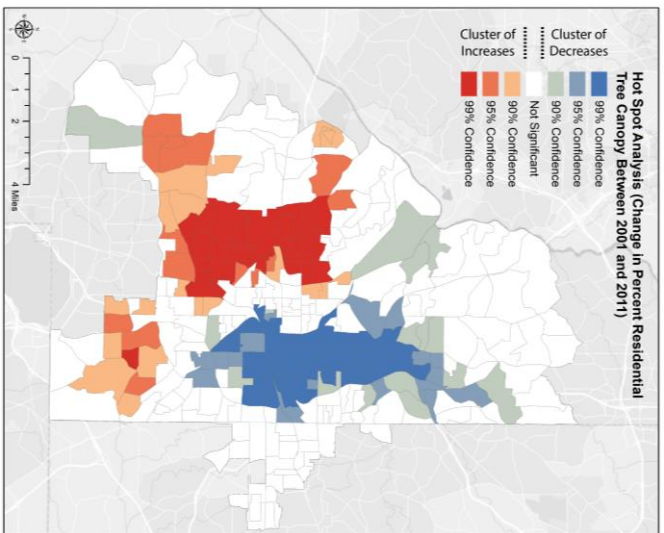 Hot Spot Analysis (Change in Percent Residential
Tree Canopy Between 2001 and 2011)
Cluster of
Decreases
Cluster of
Increases
99% Confidence
95% Confidence
90% Confidence
Not Significant
90% Confidence
95% Confidence
99% Confidence
0
1
2
4 Miles
N